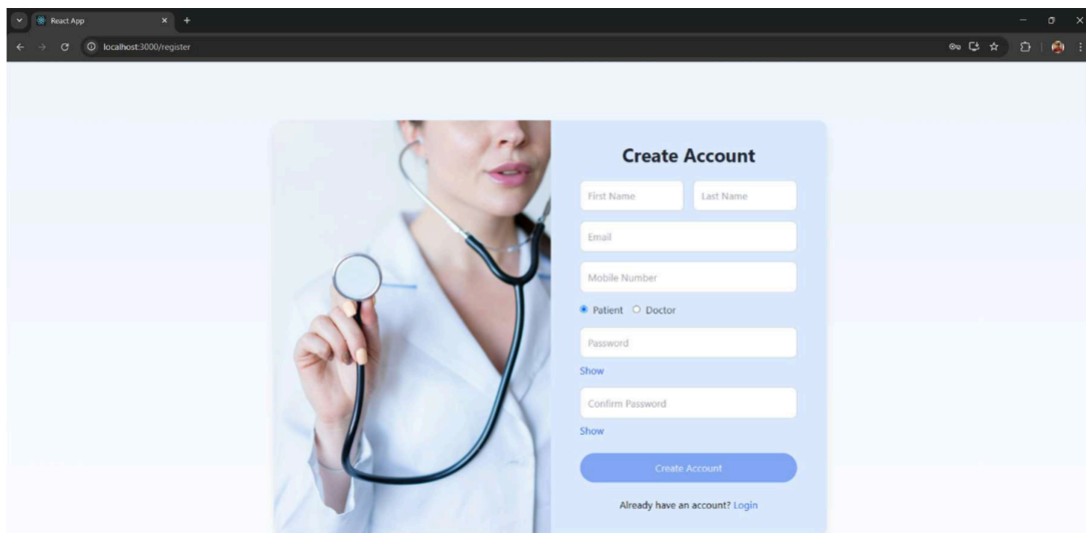 React App
localhost:3000/register
Create Account
First Name Last Name
Email
Mobile Number
Patient Doctor
Password
Show
Confirm Password
Show
Create Account
Already have an account? Login